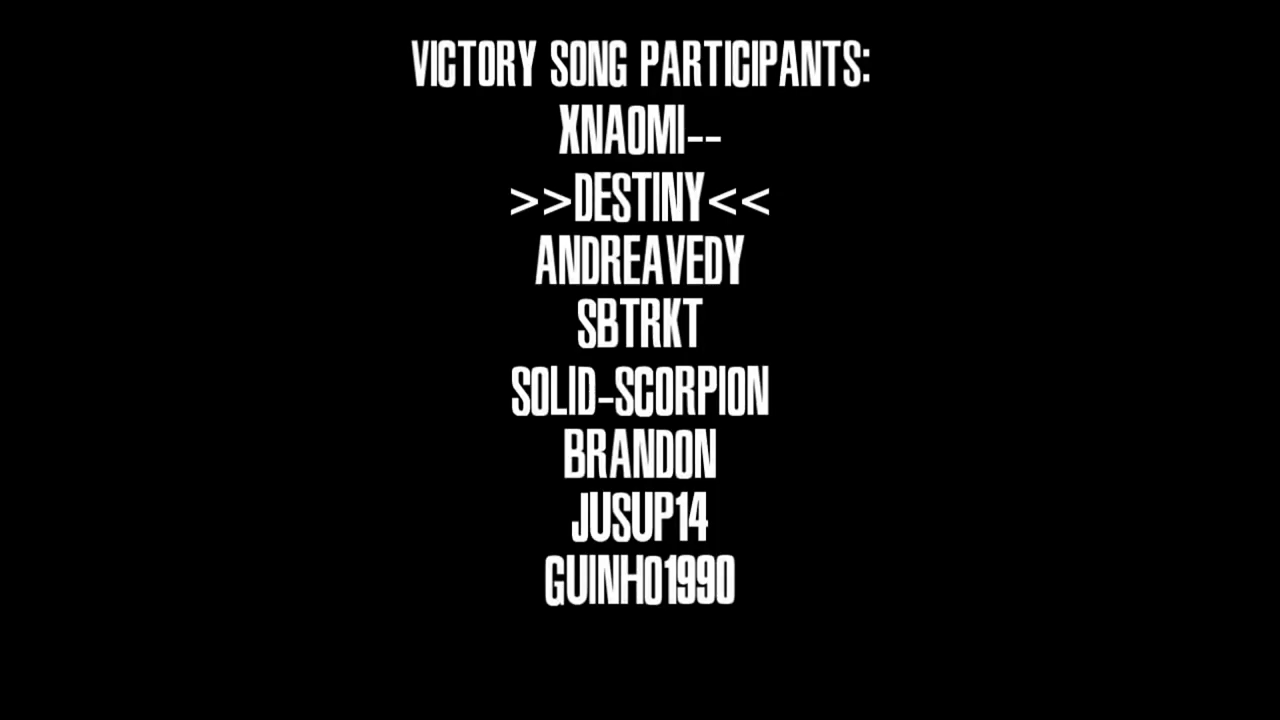 VICTORY SONG PARTICIPANTS:
XNAOMI--
>>DESTINY<<
ANDREAVEDY
SBTRKT
SOLID-SCORPION
BRANDON
JUSUP14
GUINHO1990